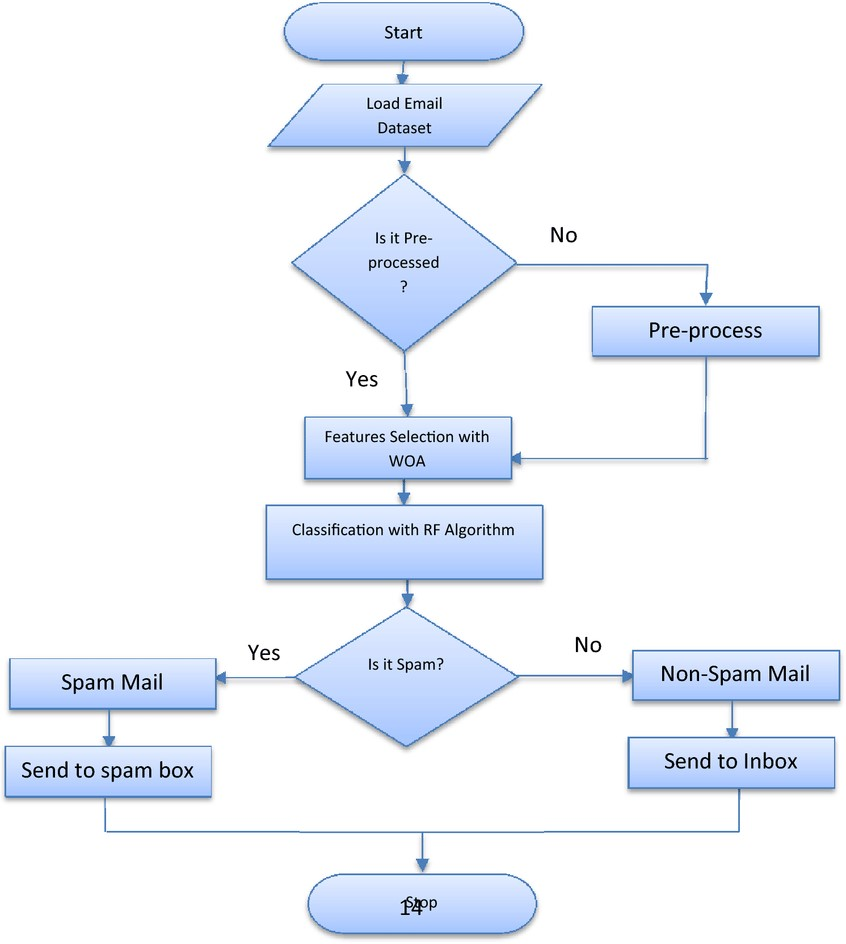 Start
Load Email
Dataset
Is it Pre-
processed
?
No
Pre-process
Yes
Features Selection with
WOA
Classification with RF Algorithm
Is it Spam?
Yes
No
Spam Mail
Non-Spam Mail
Send to spam box
Send to Inbox
Stop
14